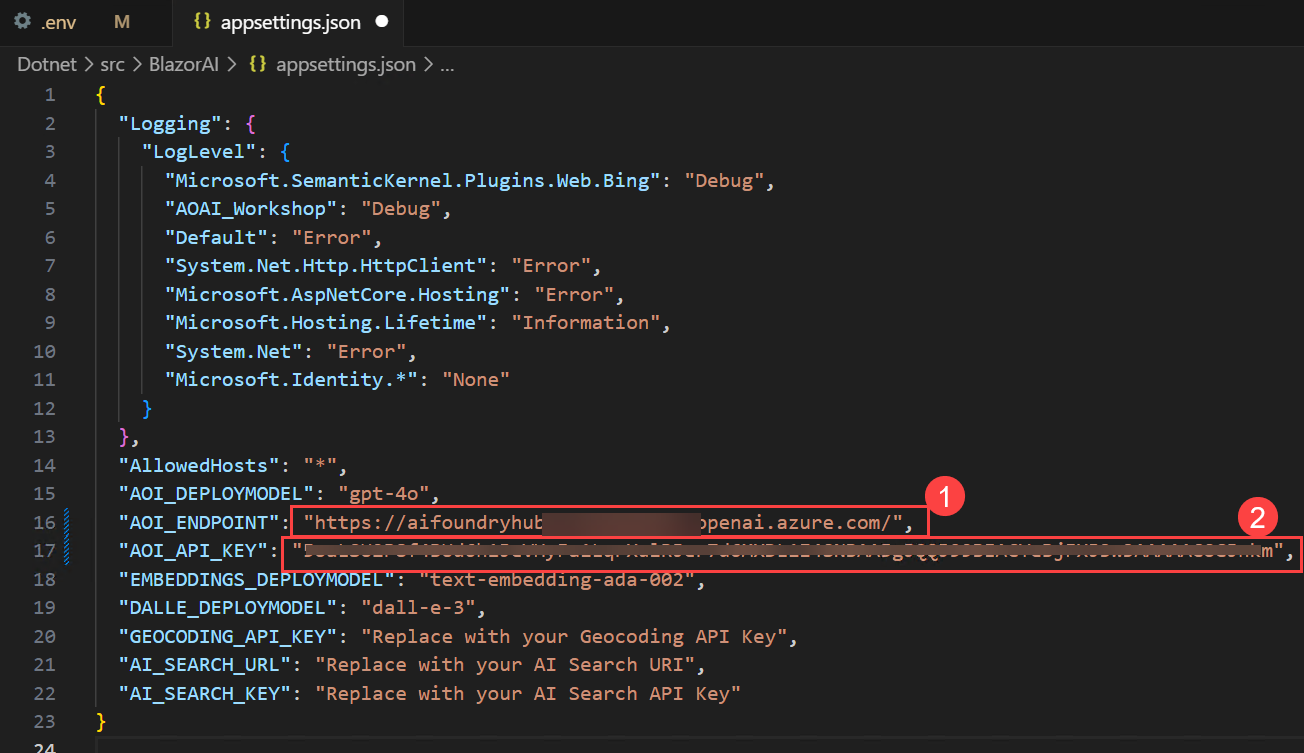 .env M {} appsettings.json
Dotnet > src > BlazorAI > {} appsettings.json > ...
1 {
2 "Logging": {
3 "LogLevel": {
4 "Microsoft.SemanticKernel.Plugins.Web.Bing": "Debug",
5 "AOAI_Workshop": "Debug",
6 "Default": "Error",
7 "System.Net.Http.HttpClient": "Error",
8 "Microsoft.AspNetCore.Hosting": "Error",
9 "Microsoft.Hosting.Lifetime": "Information",
10 "System.Net": "Error",
11 "Microsoft.Identity.*": "None"
12 }
13 },
14 "AllowedHosts": "*",
15 "AOI_DEPLOYMODEL": "gpt-4o",
1
16 "AOI_ENDPOINT": "https://aifoundryhub openai.azure.com/",
2
17 "AOI_API_KEY":
18 "EMBEDDINGS_DEPLOYMODEL": "text-embedding-ada-002",
19 "DALLE_DEPLOYMODEL": "dall-e-3",
20 "GEOCODING_API_KEY": "Replace with your Geocoding API Key",
21 "AI_SEARCH_URL": "Replace with your AI Search URI",
22 "AI_SEARCH_KEY": "Replace with your AI Search API Key"
23 }
24